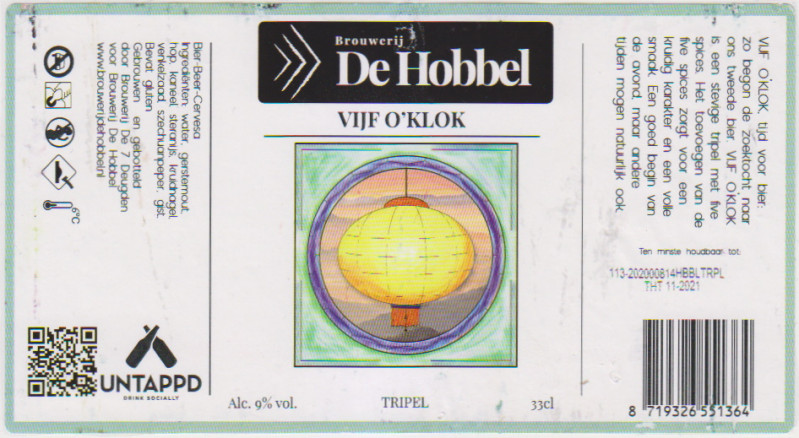 Bier-Beer-Cervesa
Ingrediënten: water, gerstemout,
hop, kaneel, steranijs, kruidnagel,
venkelzaad, szechuanpeper, gist.
Bevat gluten
Gebrouwen en gebotteld
door Brouwerij De 7 Deugden
voor Brouwerij De Hobbel
www.brouwerijdehobbel.nl
6°C
UNTAPPD
DRINK SOCIALLY
Brouwerij
De Hobbel
VIJF O'KLOK
Alc. 9% vol.
TRIPEL
33cl
VIJF O'KLOK, tijd voor bier:
zo begon de zoektocht naar
ons tweede bier. VIJF O'KLOK
is een stevige tripel met five
spices. Het toevoegen van de
five spices zorgt voor een
kruidig karakter en een volle
smaak. Een goed begin van
de avond, maar andere
tijden mogen natuurlijk ook.
Ten minste houdbaar tot:
113-202000814HBBLTRPL
THT 11-2021
8 719326 551364